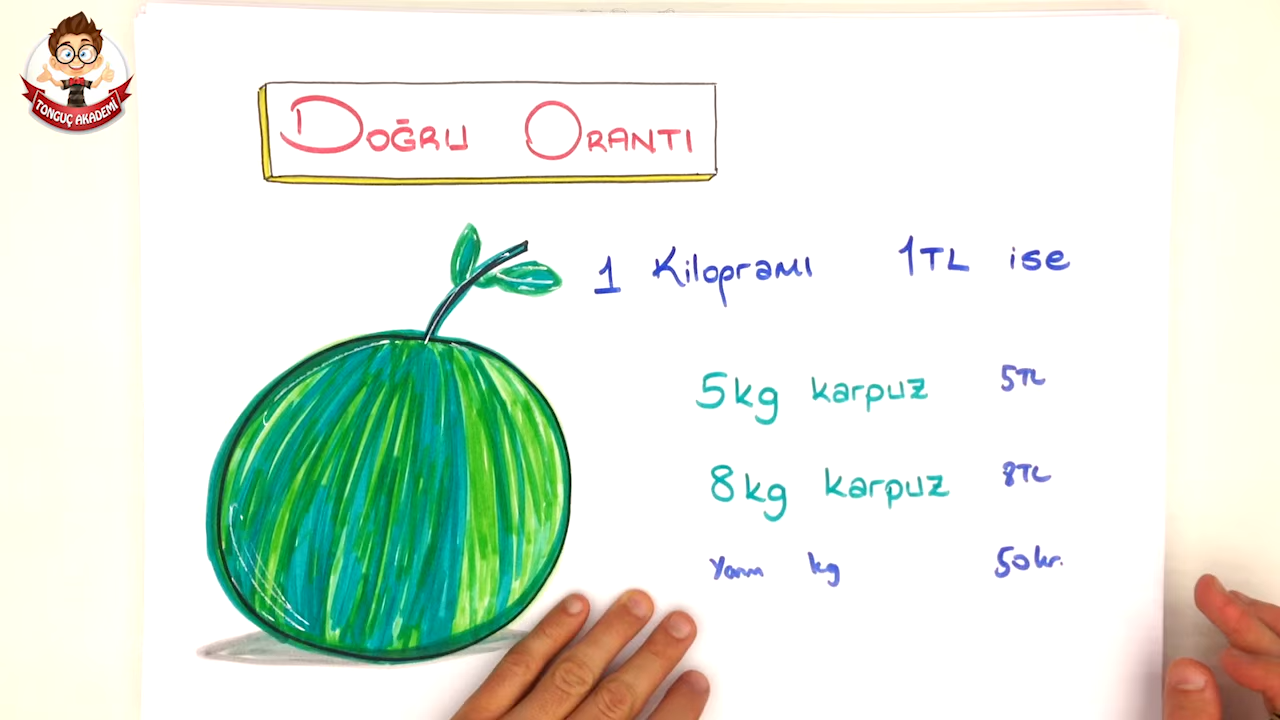 TONGUÇ AKADEMİ
DOĞRU ORANTI
1 Kilogramı 1TL ise
5kg karpuz 5TL
8kg karpuz 8TL
Yarım kg 50kr.